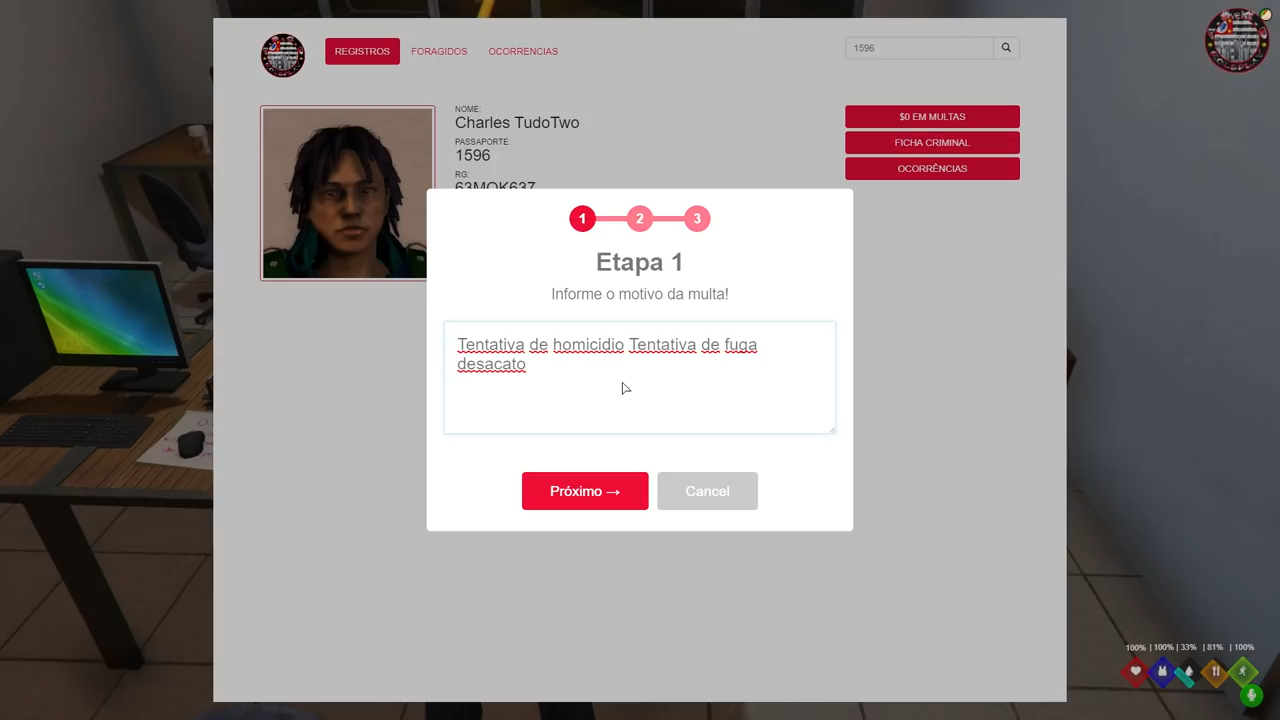 REGISTROS
FORAGIDOS
OCORRENCIAS
1596
NOME:
Charles TudoTwo
PASSAPORTE:
1596
RG:
63MOK637
$0 EM MULTAS
FICHA CRIMINAL
OCORRÊNCIAS
1
2
3
Etapa 1
Informe o motivo da multa!
Tentativa de homicidio Tentativa de fuga
desacato
Próximo →
Cancel
100% | 100% | 33% | 81% | 100%